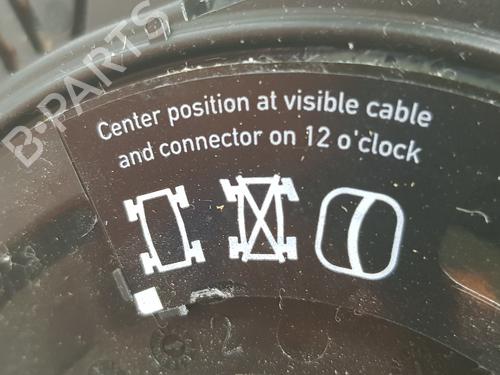 B-PARTS
Center position at visible cable
and connector on 12 o'clock